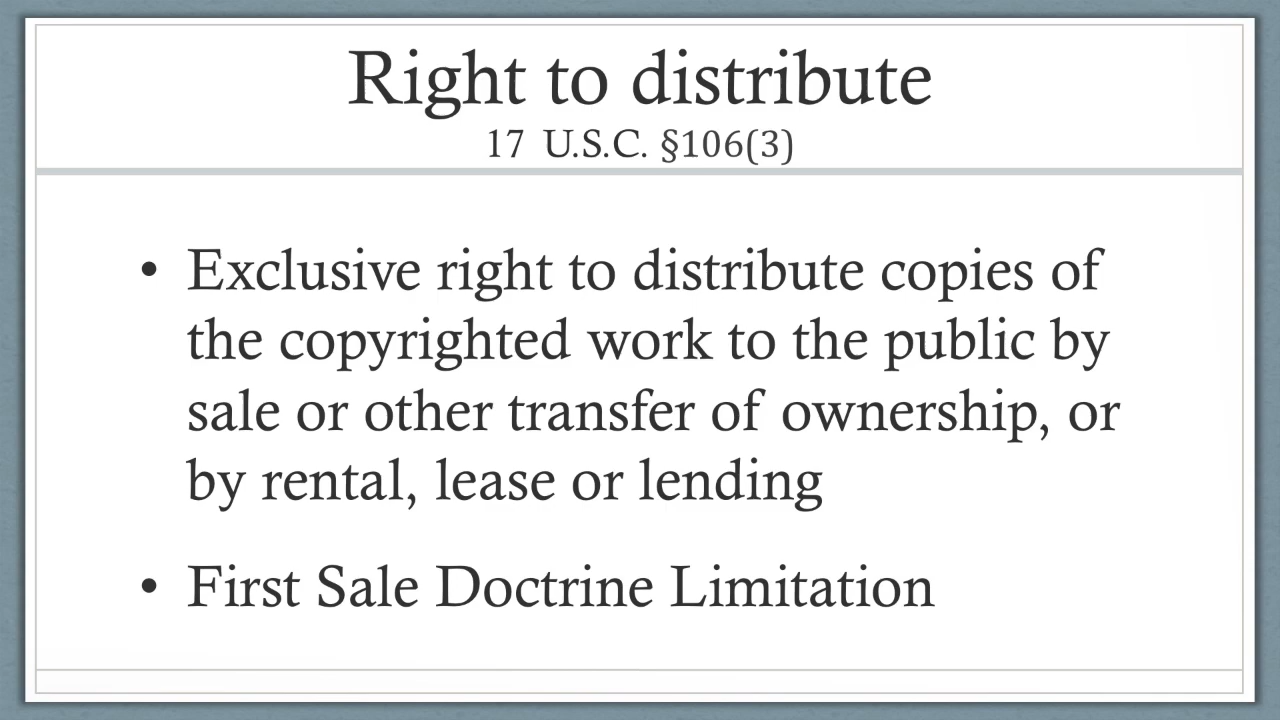 Right to distribute
17 U.S.C. §106(3)
• Exclusive right to distribute copies of
the copyrighted work to the public by
sale or other transfer of ownership, or
by rental, lease or lending
• First Sale Doctrine Limitation